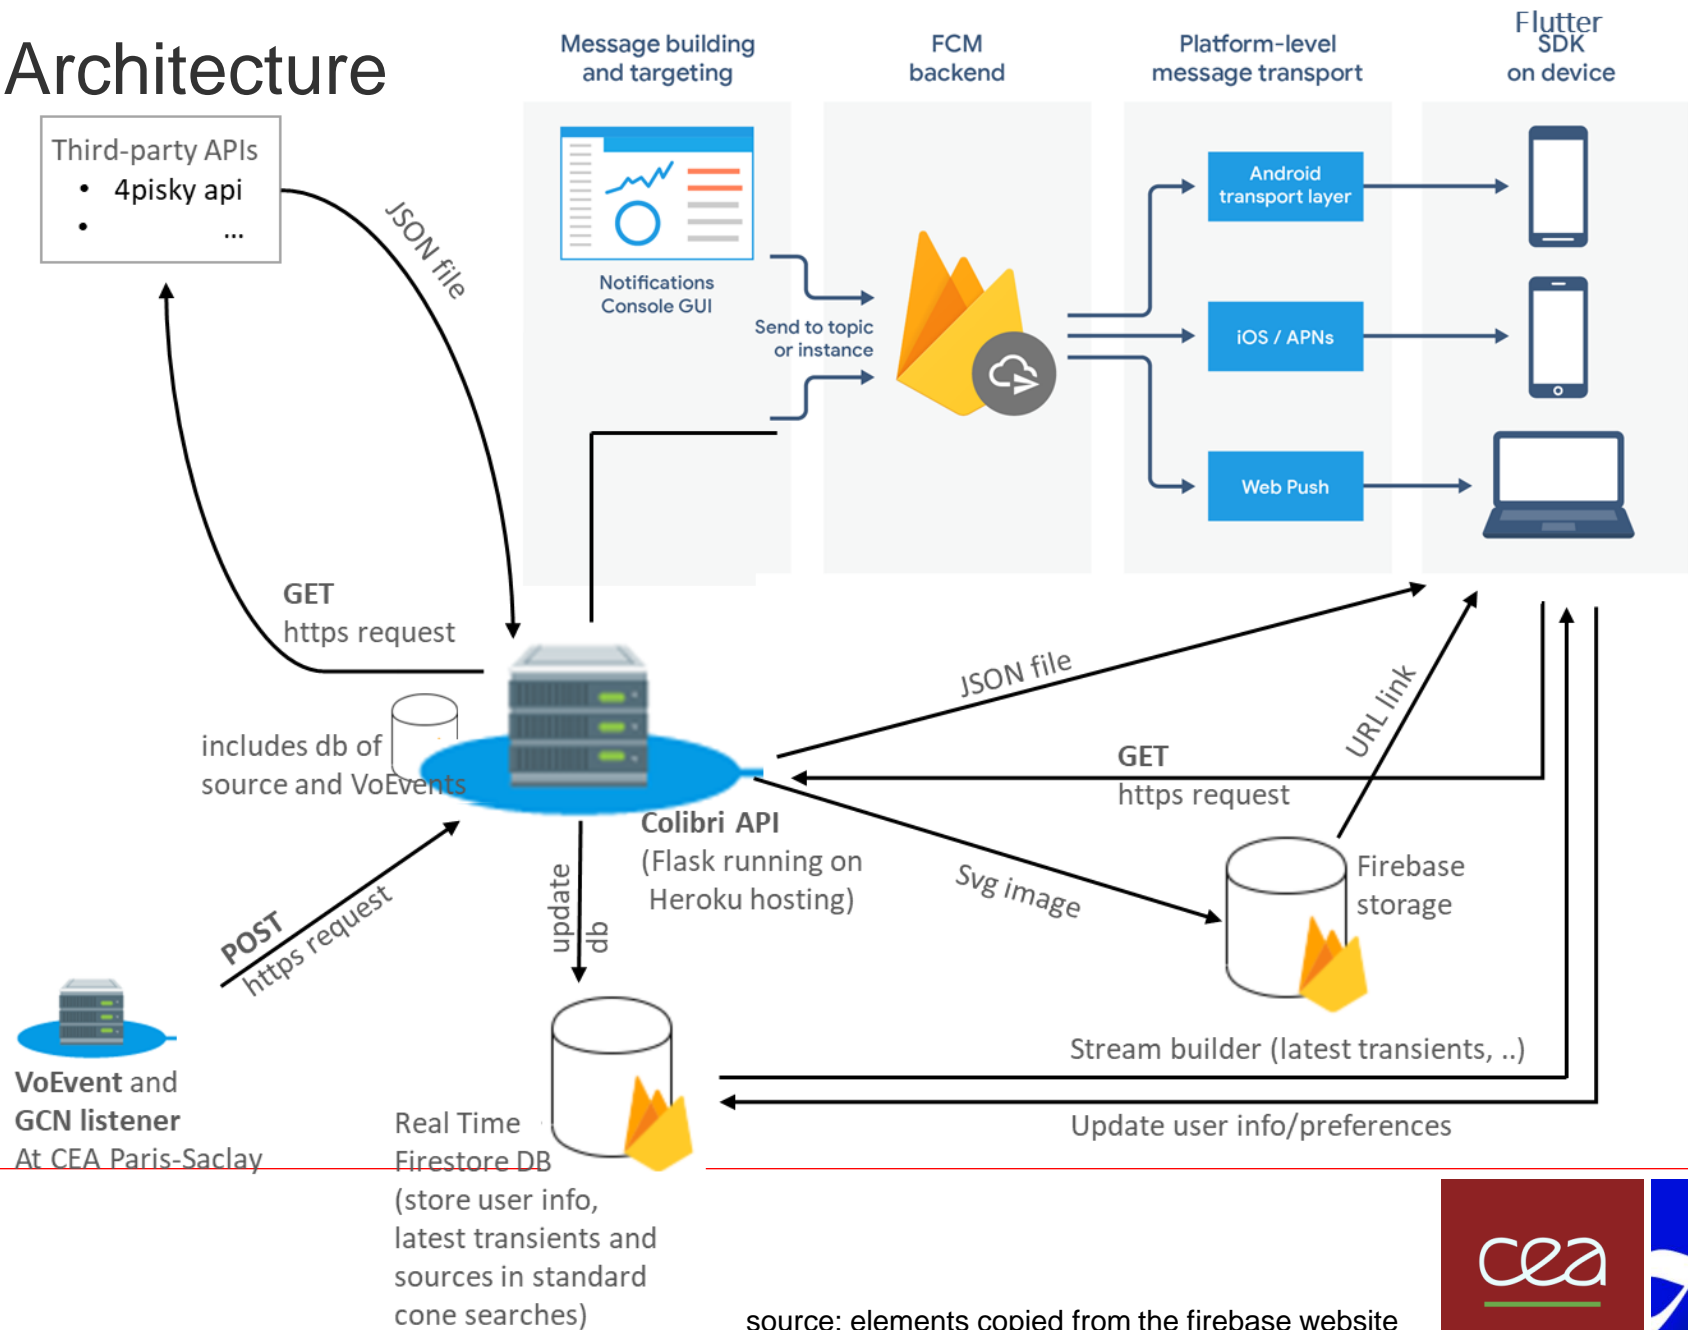 Architecture
Message building
and targeting
FCM
backend
Platform-level
message transport
Flutter
SDK
on device
Third-party APIs
• 4pisky api
• ...
JSON file
Notifications
Console GUI
Send to topic
or instance
Android
transport layer
iOS / APNs
Web Push
GET
https request
includes db of
source and VoEvents
Colibri API
(Flask running on
Heroku hosting)
JSON file
GET
https request
URL link
Svg image
Firebase
storage
update
db
POST
https request
VoEvent and
GCN listener
At CEA Paris-Saclay
Stream builder (latest transients, ..)
Update user info/preferences
Real Time
Firestore DB
(store user info,
latest transients and
sources in standard
cone searches)
source: elements copied from the firebase website
cea